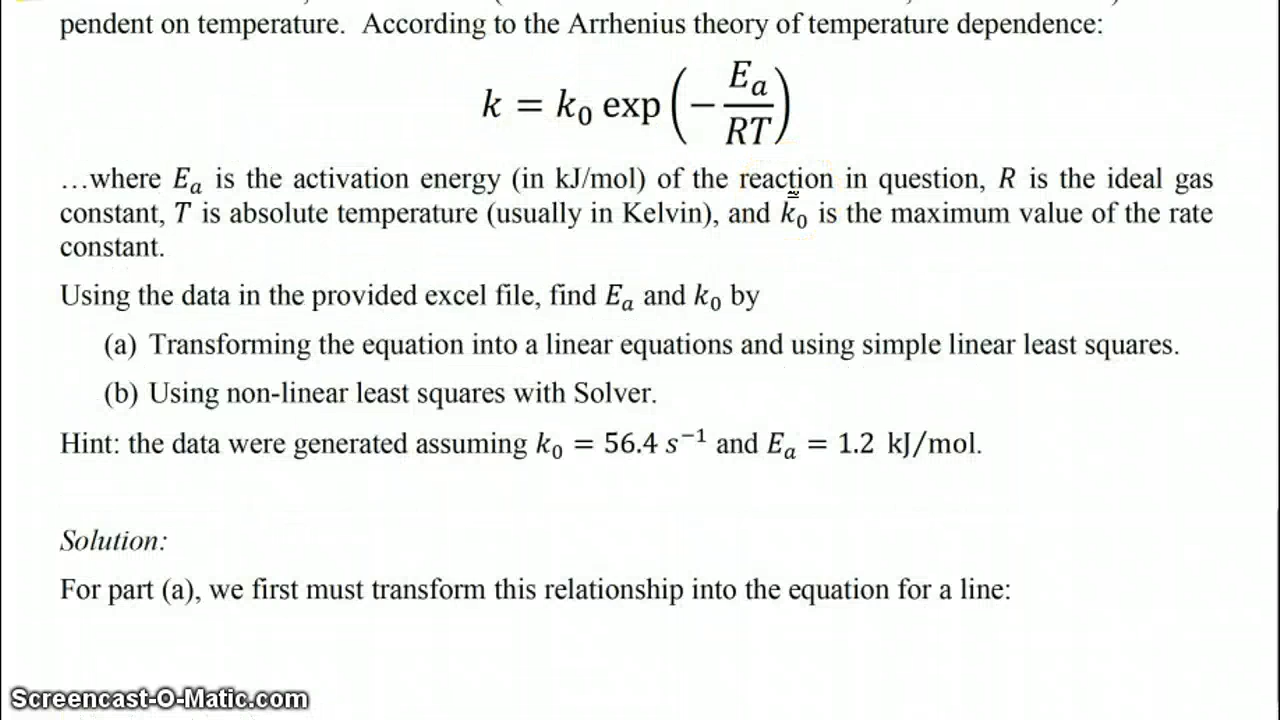 pendent on temperature. According to the Arrhenius theory of temperature dependence:
k = k₀ exp(−Eₐ/RT)
…where Eₐ is the activation energy (in kJ/mol) of the reaction in question, R is the ideal gas
constant, T is absolute temperature (usually in Kelvin), and k₀ is the maximum value of the rate
constant.
Using the data in the provided excel file, find Eₐ and k₀ by
(a) Transforming the equation into a linear equations and using simple linear least squares.
(b) Using non-linear least squares with Solver.
Hint: the data were generated assuming k₀ = 56.4 s⁻¹ and Eₐ = 1.2 kJ/mol.
Solution:
For part (a), we first must transform this relationship into the equation for a line:
Screencast-O-Matic.com